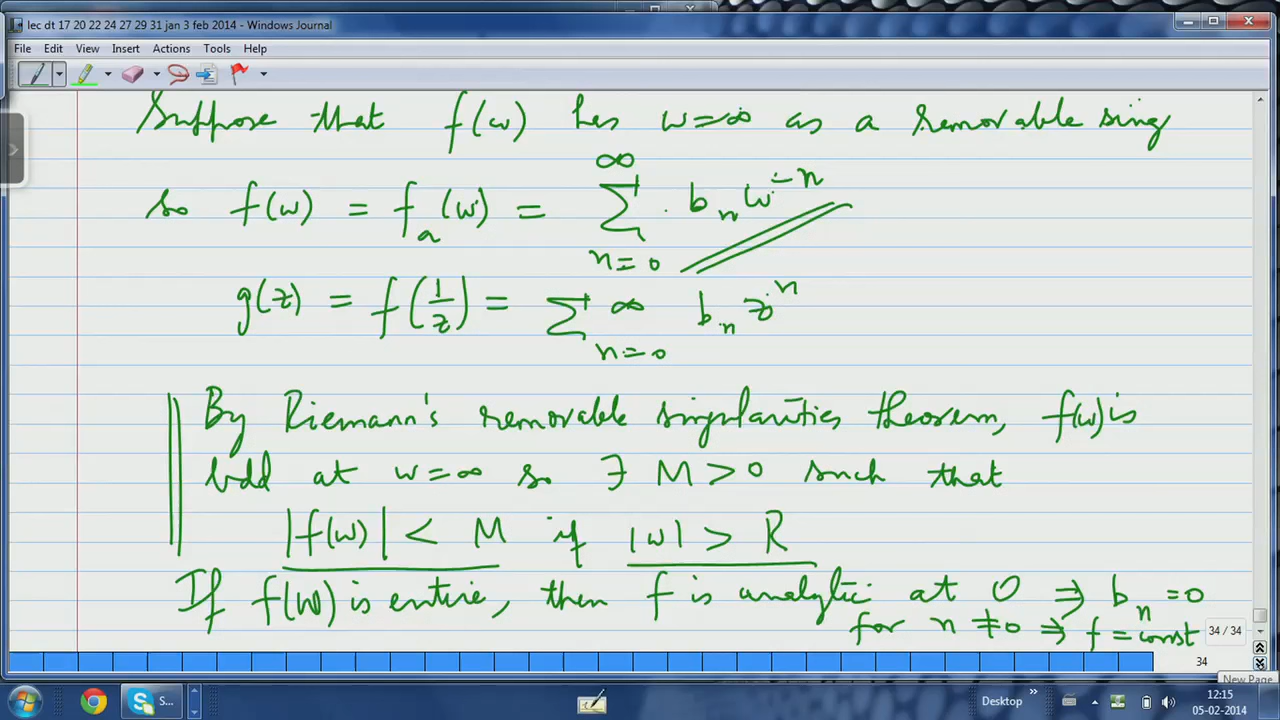 lec dt 17 20 22 24 27 29 31 jan 3 feb 2014 - Windows Journal
File Edit View Insert Actions Tools Help
Suppose that f(w) has w=∞ as a removable sing
so f(w) = f_a(w) = ∑_{n=0}^{∞} b_n w^{-n}
g(z) = f(1/z) = ∑_{n=0}^{∞} b_n z^n
By Riemann's removable singularities theorem, f(w) is
bdd at w=∞ so ∃ M > 0 such that
|f(w)| < M if |w| > R
If f(w) is entire, then f is analytic at 0 ⇒ b_n = 0
for n ≠ 0 ⇒ f = const
34 / 34
34
New Page
S...
Desktop
12:15
05-02-2014